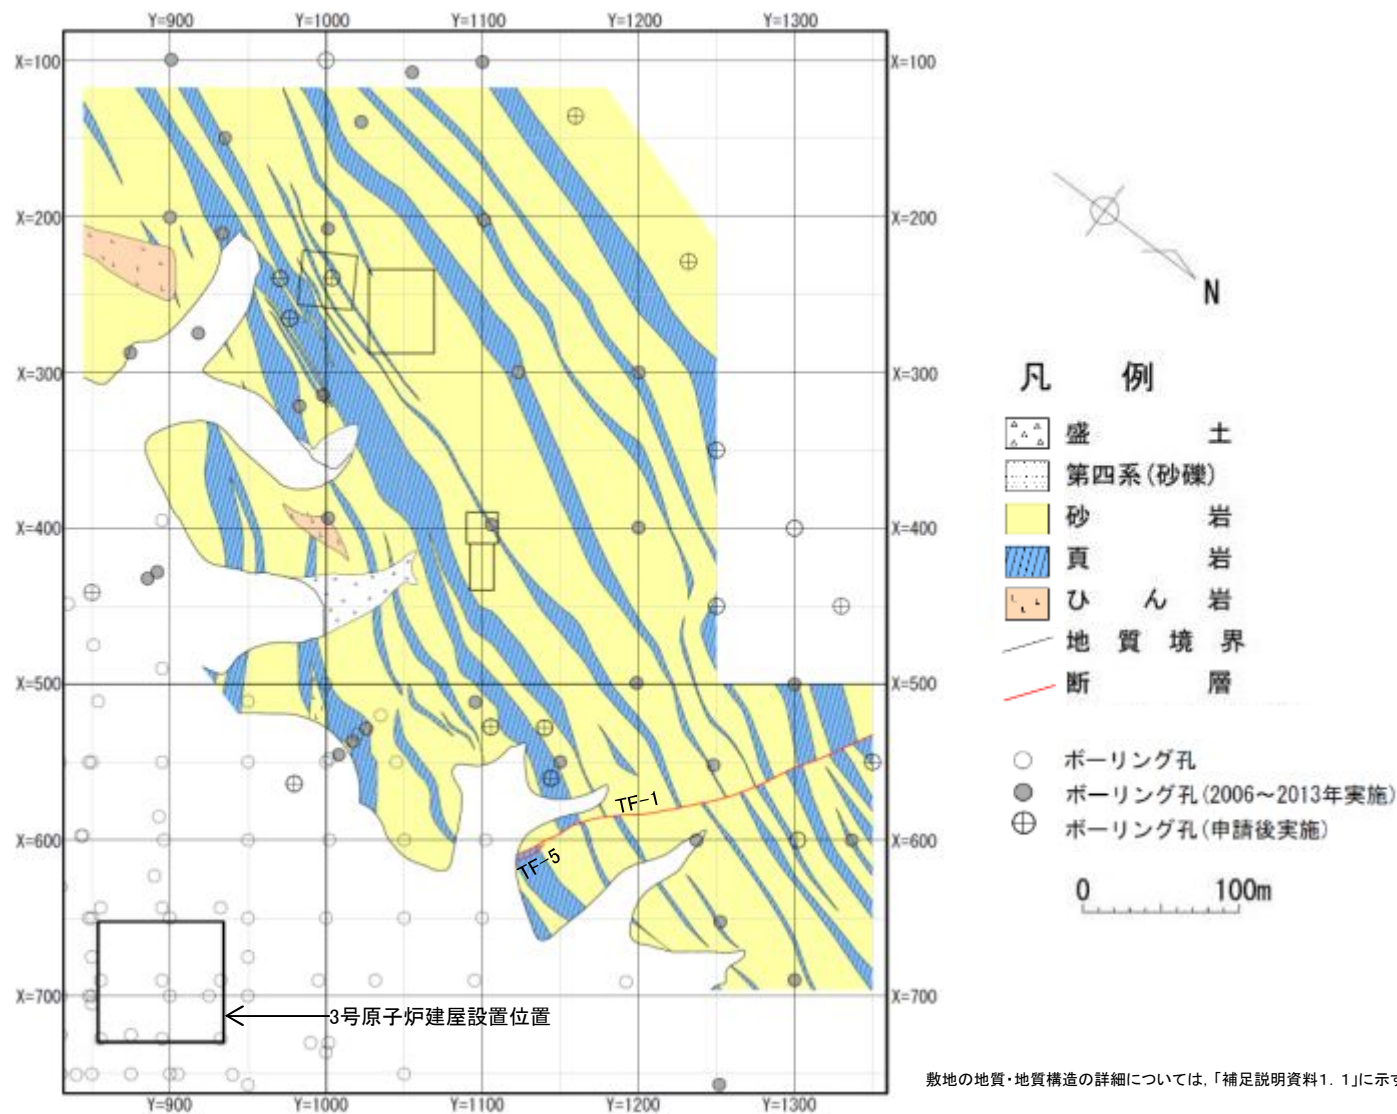 Y=900 Y=1000 Y=1100 Y=1200 Y=1300
X=100 X=100
X=200 X=200
N
X=300 X=300
凡 例
盛 土
第四系(砂礫)
砂 岩
X=400 X=400
頁 岩
ひ ん 岩
地 質 境 界
X=500 X=500
断 層
ボーリング孔
ボーリング孔(2006～2013年実施)
TF-1
ボーリング孔(申請後実施)
X=600 X=600
TF-5
0 100m
X=700 X=700
3号原子炉建屋設置位置
敷地の地質・地質構造の詳細については,「補足説明資料1. 1」に示す
Y=900 Y=1000 Y=1100 Y=1200 Y=1300